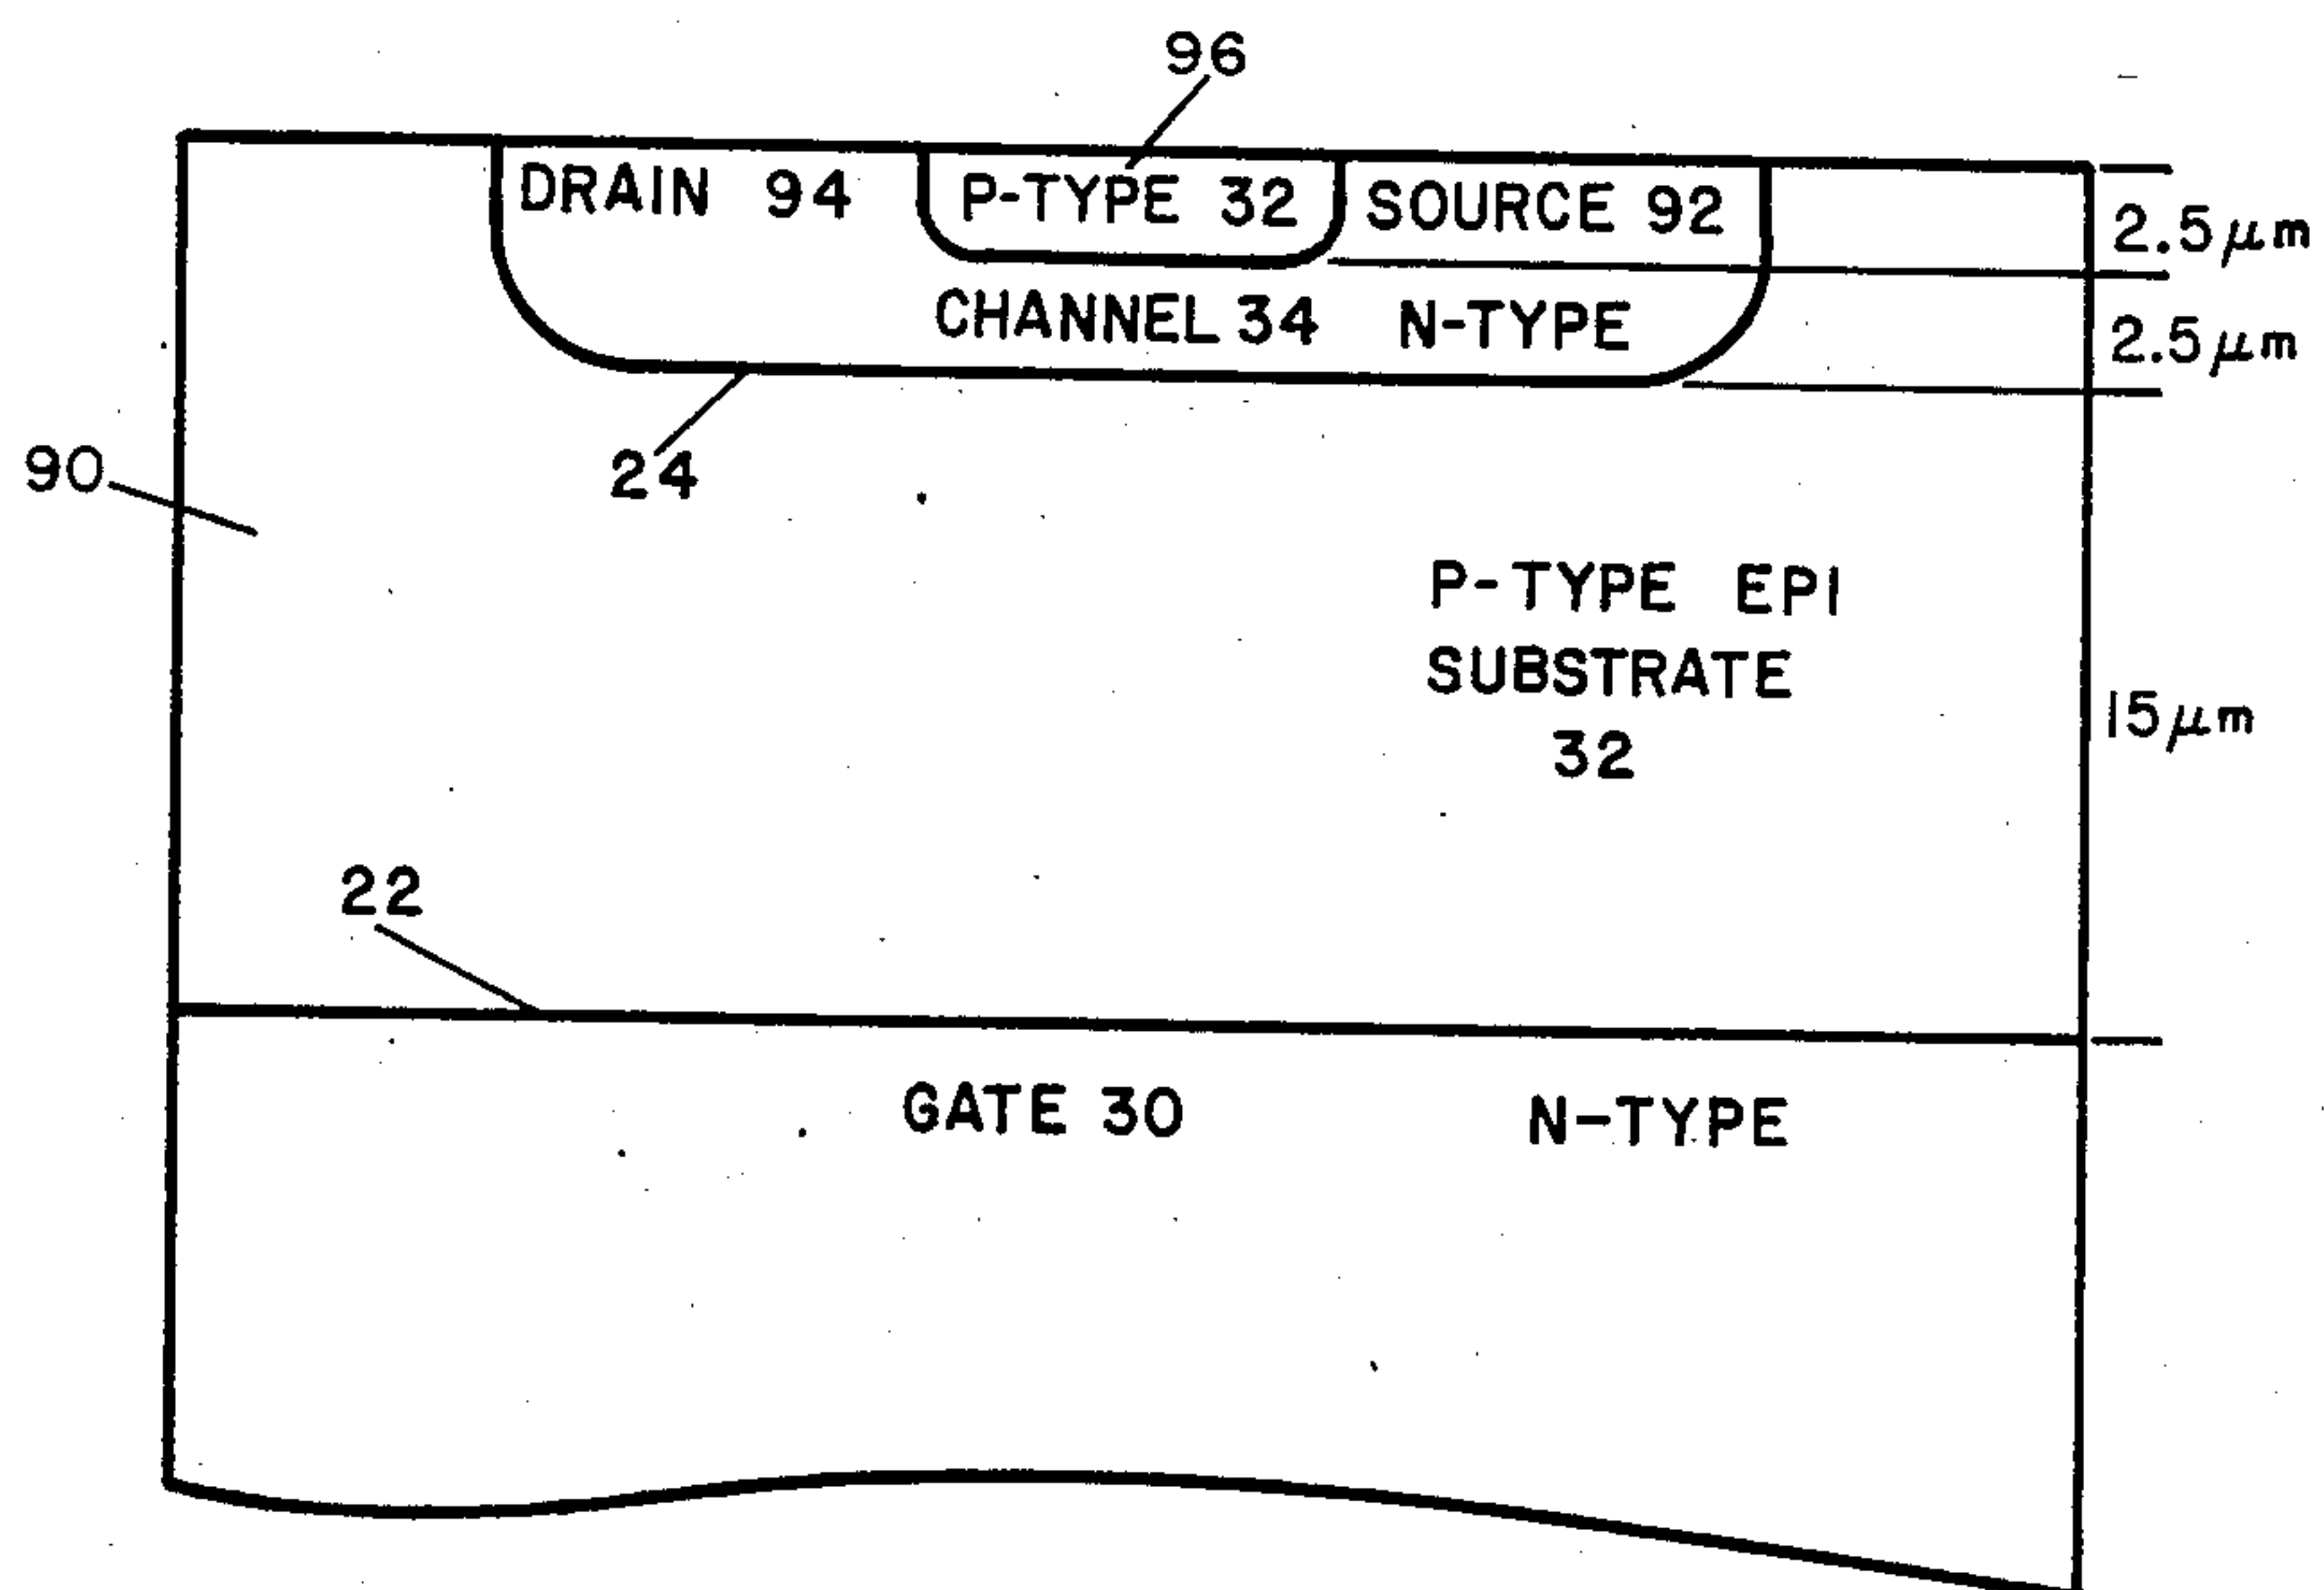 96
DRAIN 94
P-TYPE 32
SOURCE 92
2.5μm
CHANNEL 34 N-TYPE
2.5μm
24
90
P-TYPE EPI
SUBSTRATE
32
15μm
22
GATE 30
N-TYPE